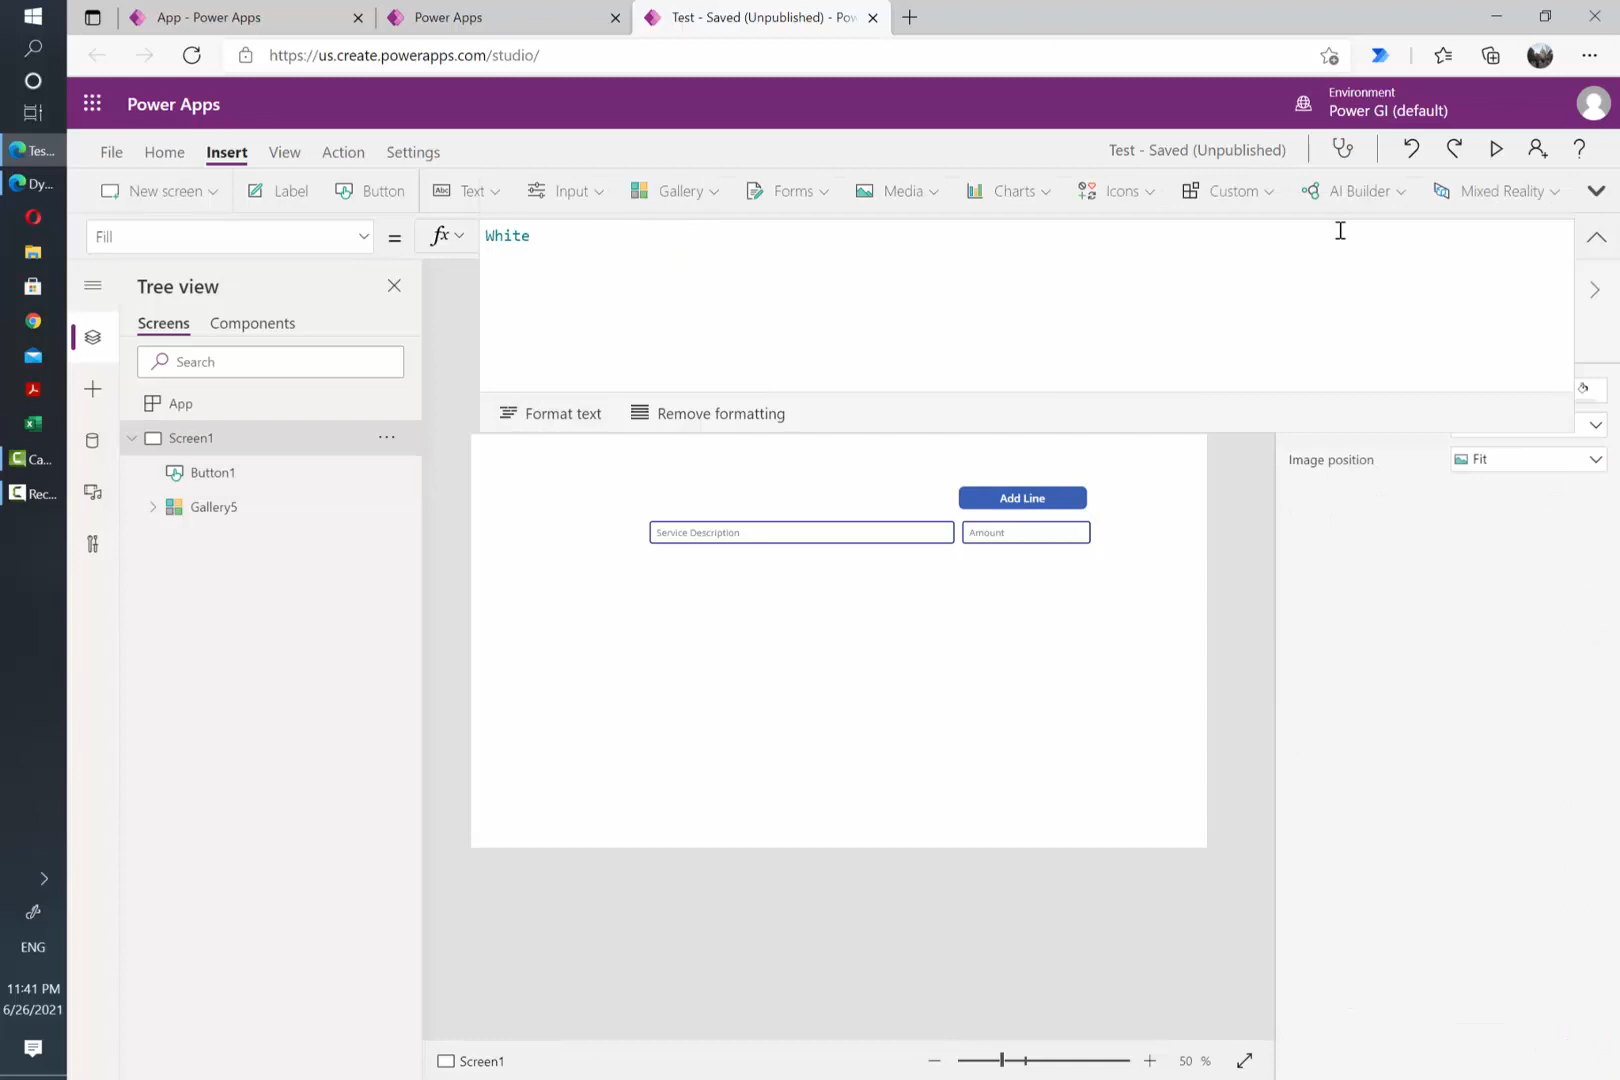 App - Power Apps
Power Apps
Test - Saved (Unpublished) - Pow
https://us.create.powerapps.com/studio/
Power Apps
Environment
Power GI (default)
File
Home
Insert
View
Action
Settings
Test - Saved (Unpublished)
New screen
Label
Button
Abc
Text
Input
Gallery
Forms
Media
Charts
Icons
Custom
AI Builder
Mixed Reality
Fill
=
fx
White
Format text
Remove formatting
Tree view
Screens
Components
Search
App
Screen1
Button1
Gallery5
Add Line
Service Description
Amount
Image position
Fit
Screen1
50 %
Tes...
Dy...
Ca...
Rec...
ENG
11:41 PM
6/26/2021